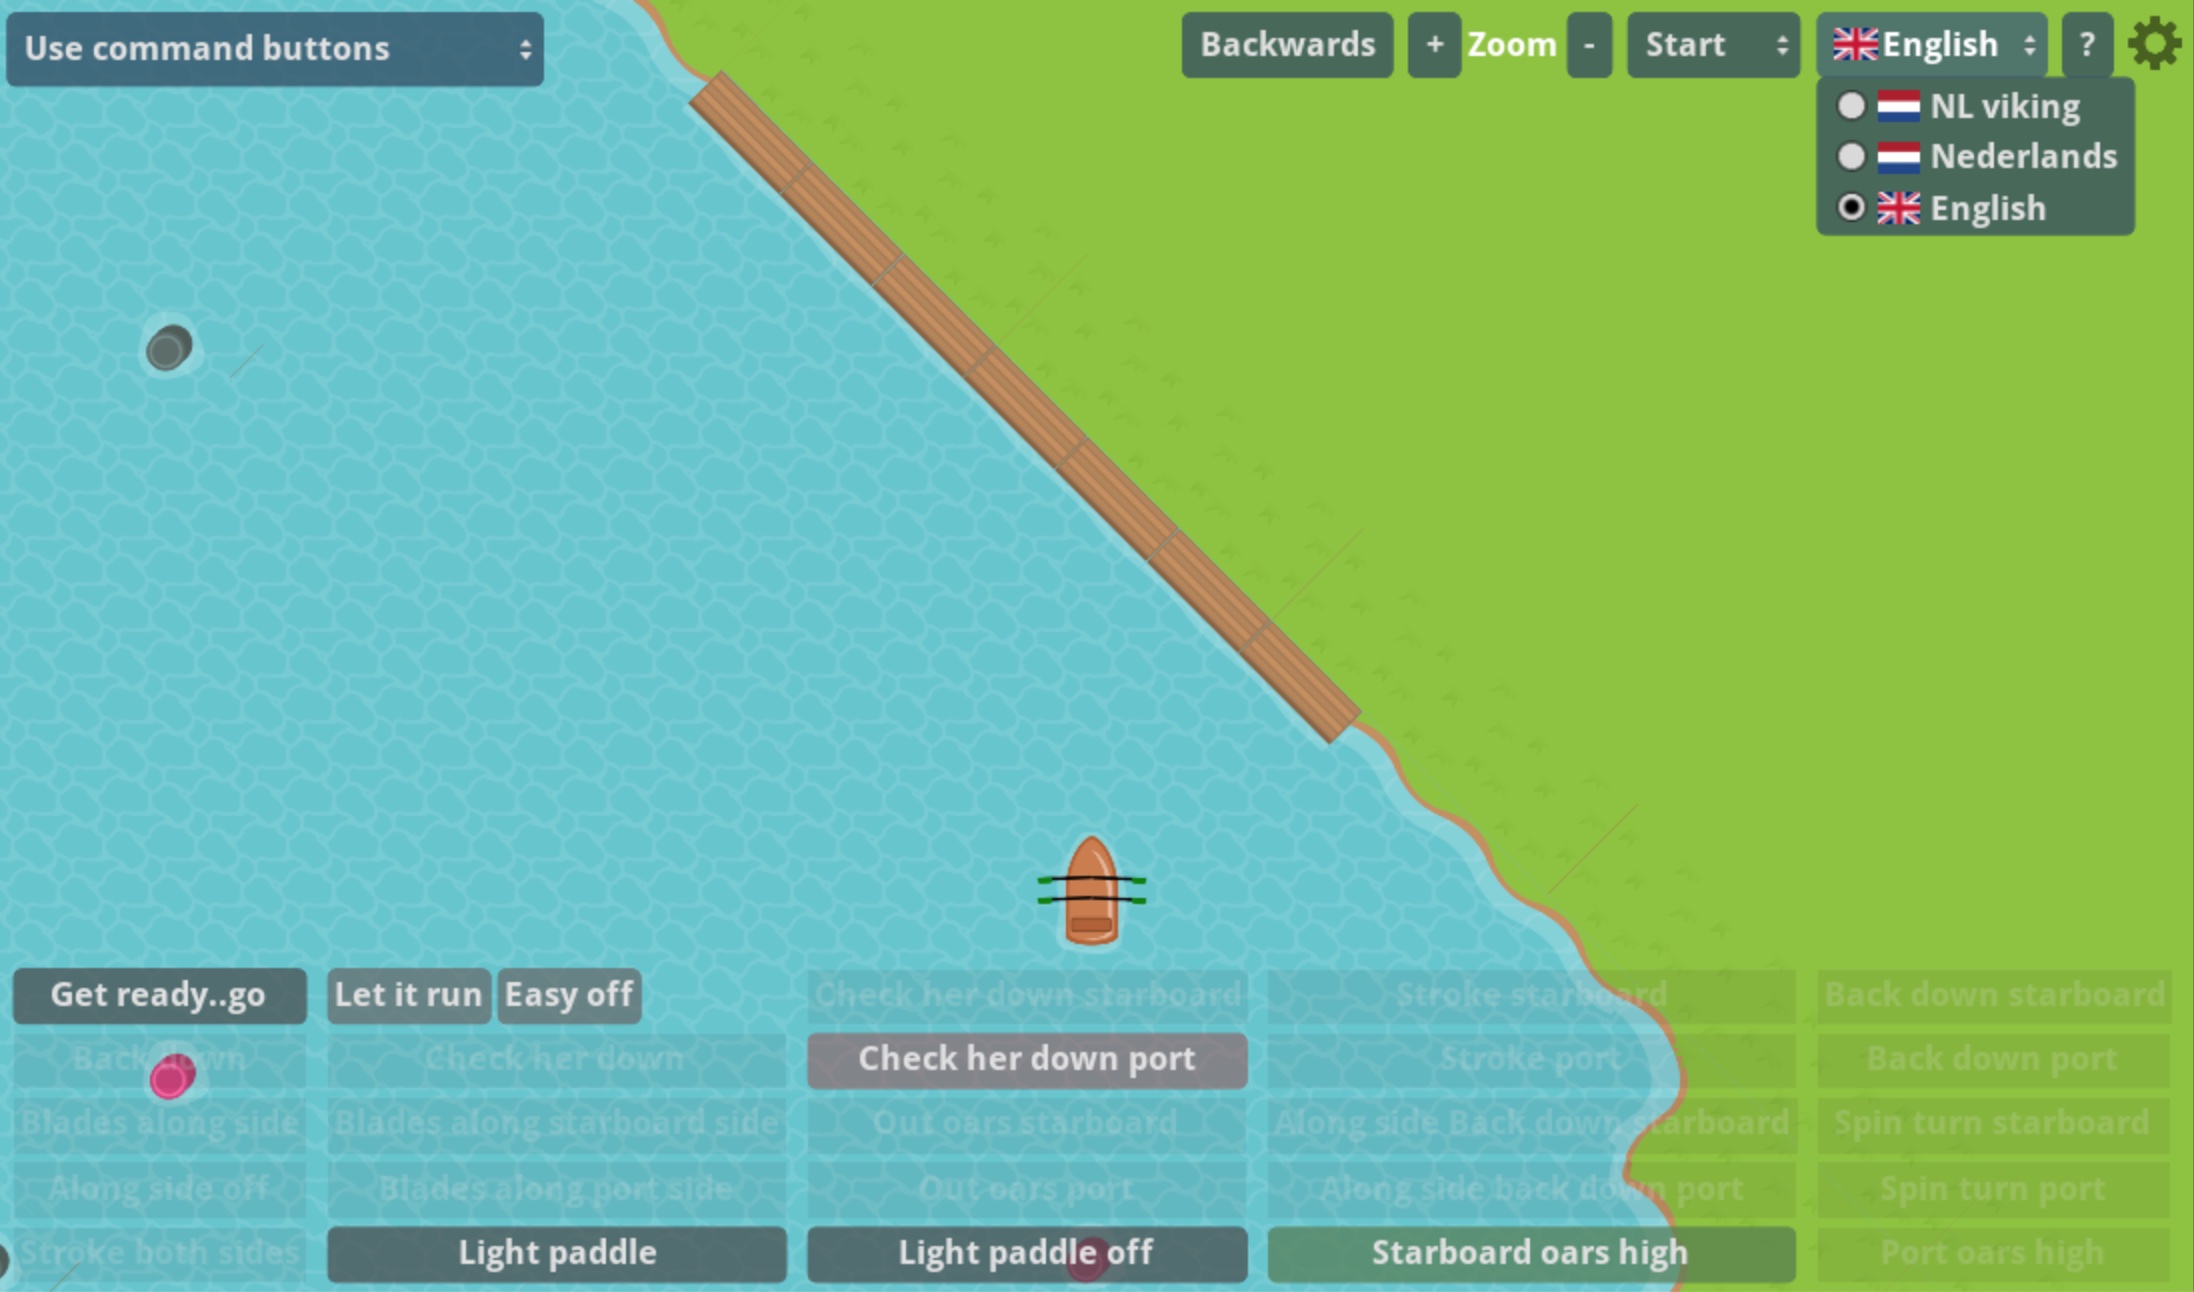 Use command buttons
Backwards + Zoom - Start English ?
NL viking
Nederlands
English
Get ready..go Let it run Easy off Check her down starboard Stroke starboard Back down starboard
Back down Check her down Check her down port Stroke port Back down port
Blades along side Blades along starboard side Out oars starboard Along side Back down starboard Spin turn starboard
Along side off Blades along port side Out oars port Along side back down port Spin turn port
Stroke both sides Light paddle Light paddle off Starboard oars high Port oars high